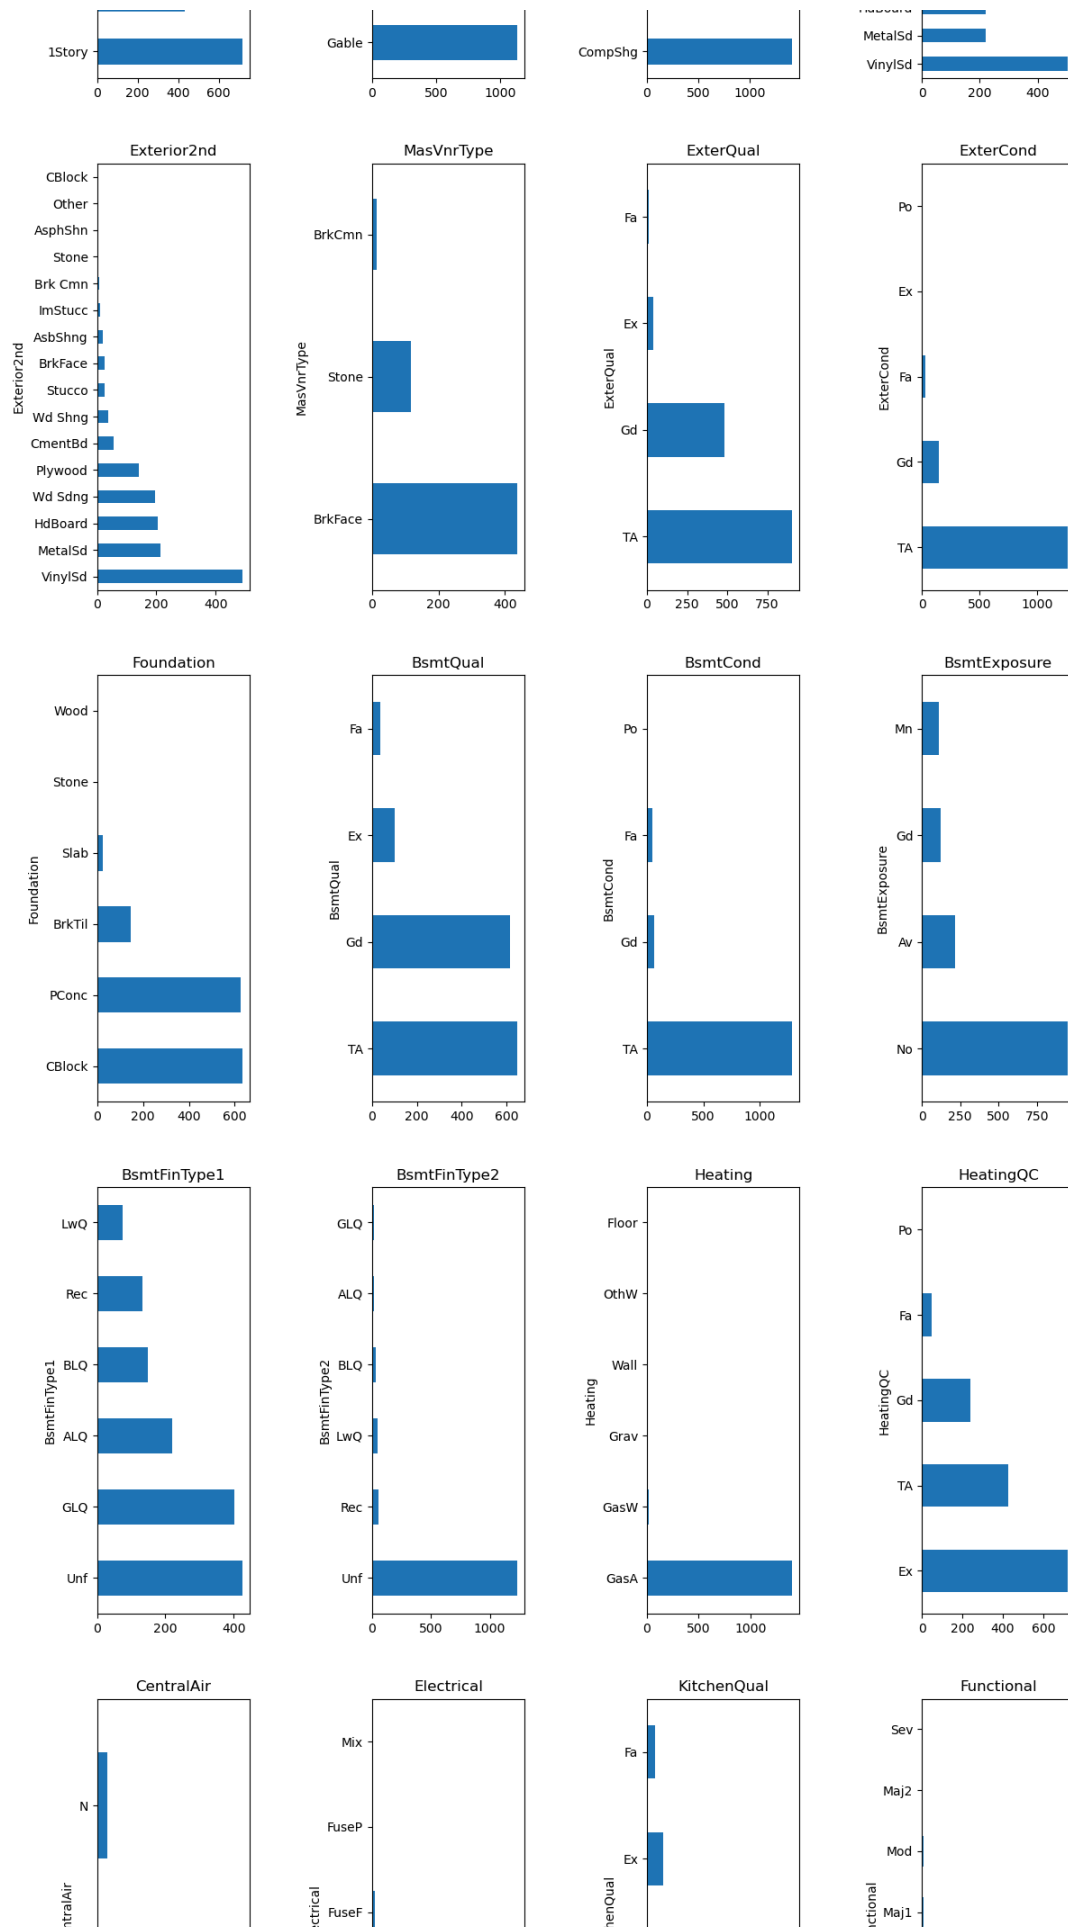 1Story
0 200 400 600
Gable
0 500 1000
CompShg
0 500 1000
HdBoard
MetalSd
VinylSd
0 200 400
Exterior2nd
CBlock
Other
AsphShn
Stone
Brk Cmn
ImStucc
AsbShng
BrkFace
Stucco
Wd Shng
CmentBd
Plywood
Wd Sdng
HdBoard
MetalSd
VinylSd
Exterior2nd
0 200 400
MasVnrType
BrkCmn
Stone
BrkFace
MasVnrType
0 200 400
ExterQual
Fa
Ex
Gd
TA
ExterQual
0 250 500 750
ExterCond
Po
Ex
Fa
Gd
TA
ExterCond
0 500 1000
Foundation
Wood
Stone
Slab
BrkTil
PConc
CBlock
Foundation
0 200 400 600
BsmtQual
Fa
Ex
Gd
TA
BsmtQual
0 200 400 600
BsmtCond
Po
Fa
Gd
TA
BsmtCond
0 500 1000
BsmtExposure
Mn
Gd
Av
No
BsmtExposure
0 250 500 750
BsmtFinType1
LwQ
Rec
BLQ
ALQ
GLQ
Unf
BsmtFinType1
0 200 400
BsmtFinType2
GLQ
ALQ
BLQ
LwQ
Rec
Unf
BsmtFinType2
0 500 1000
Heating
Floor
OthW
Wall
Grav
GasW
GasA
Heating
0 500 1000
HeatingQC
Po
Fa
Gd
TA
Ex
HeatingQC
0 200 400 600
CentralAir
N
ntralAir
Electrical
Mix
FuseP
FuseF
ectrical
KitchenQual
Fa
Ex
henQual
Functional
Sev
Maj2
Mod
Maj1
nctional